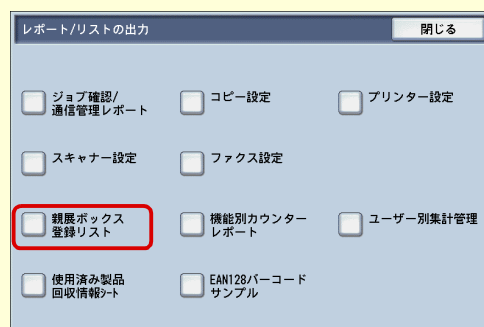 レポート/リストの出力
閉じる
ジョブ確認/
通信管理レポート
コピー設定
プリンター設定
スキャナー設定
ファクス設定
親展ボックス
登録リスト
機能別カウンター
レポート
ユーザー別集計管理
使用済み製品
回収情報シート
EAN128バーコード
サンプル